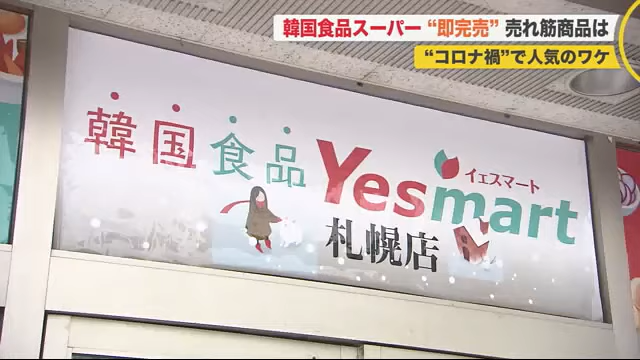 韓国食品スーパー “即完売” 売れ筋商品は
“コロナ禍”で人気のワケ
韓国食品 Yesmart
イェスマート
札幌店